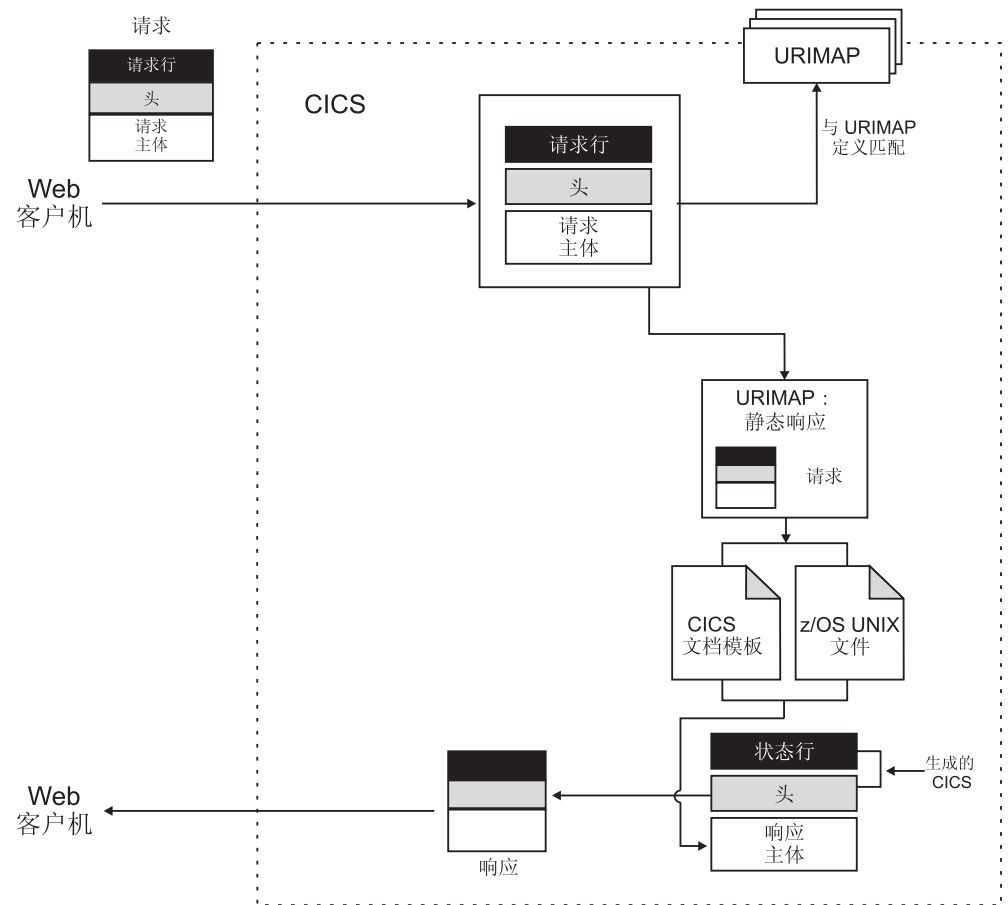 请求
请求行
头
请求
主体
URIMAP
CICS
与 URIMAP
定义匹配
请求行
头
请求
主体
Web
客户机
URIMAP：
静态响应
请求
CICS
文档模板
z/OS UNIX
文件
状态行
头
响应
主体
生成的
CICS
Web
客户机
响应